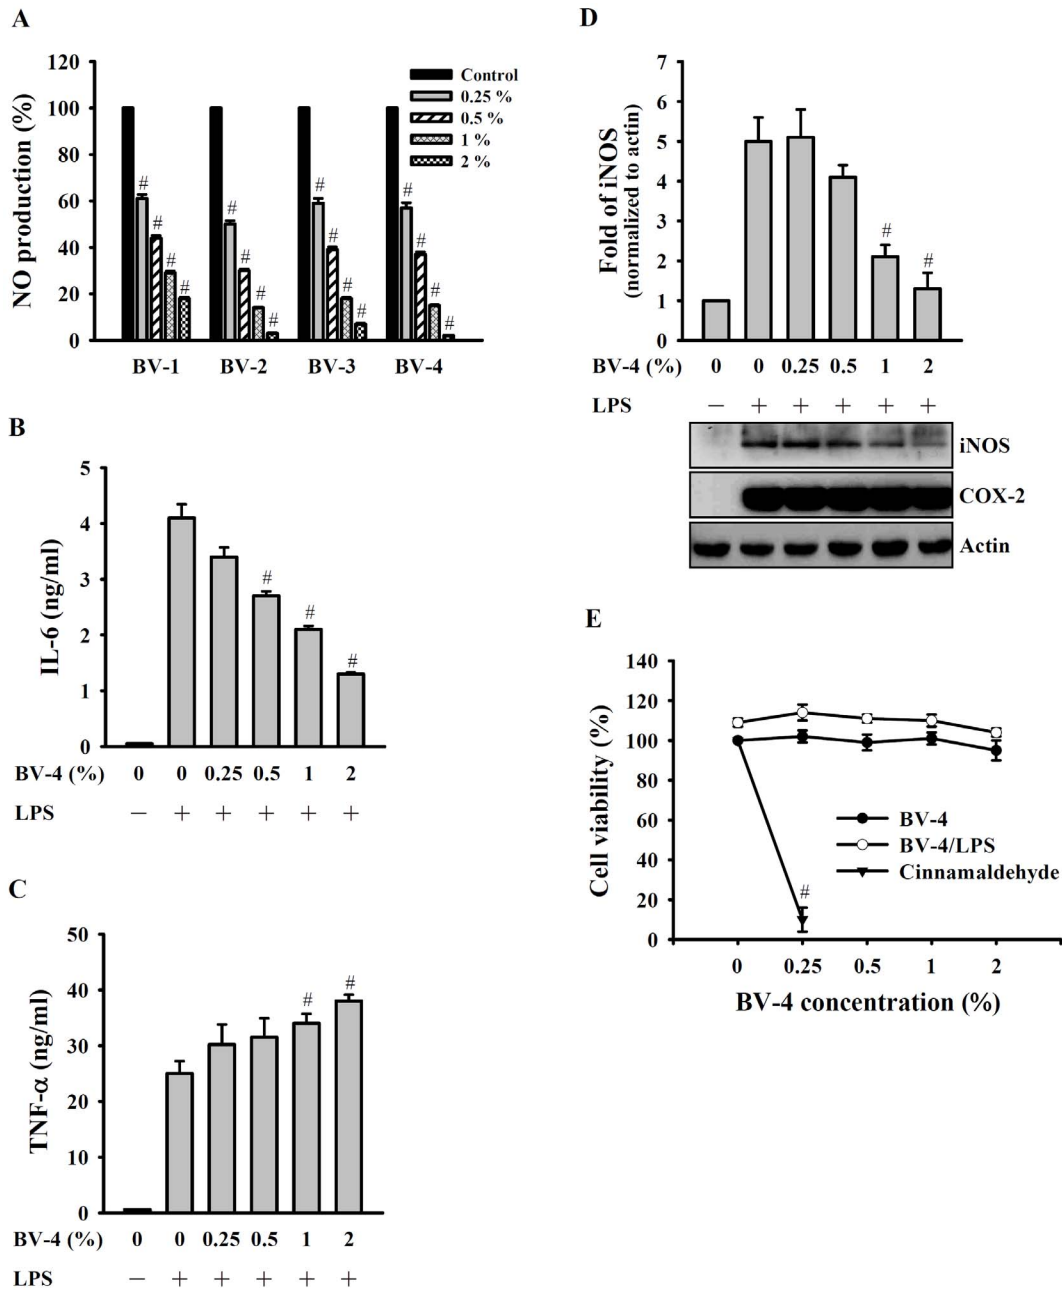 A
NO production (%)
120
100
80
60
40
20
0
Control
0.25 %
0.5 %
1 %
2 %
# # # #
# # # #
# # # #
# # # #
BV-1 BV-2 BV-3 BV-4
B
IL-6 (ng/ml)
5
4
3
2
1
0
# # #
BV-4 (%) 0 0 0.25 0.5 1 2
LPS − + + + + +
C
TNF-α (ng/ml)
50
40
30
20
10
0
# #
BV-4 (%) 0 0 0.25 0.5 1 2
LPS − + + + + +
D
Fold of iNOS
(normalized to actin)
7
6
5
4
3
2
1
0
# #
BV-4 (%) 0 0 0.25 0.5 1 2
LPS − + + + + +
iNOS
COX-2
Actin
E
Cell viability (%)
140
120
100
80
60
40
20
0
BV-4
BV-4/LPS
Cinnamaldehyde
#
0 0.25 0.5 1 2
BV-4 concentration (%)